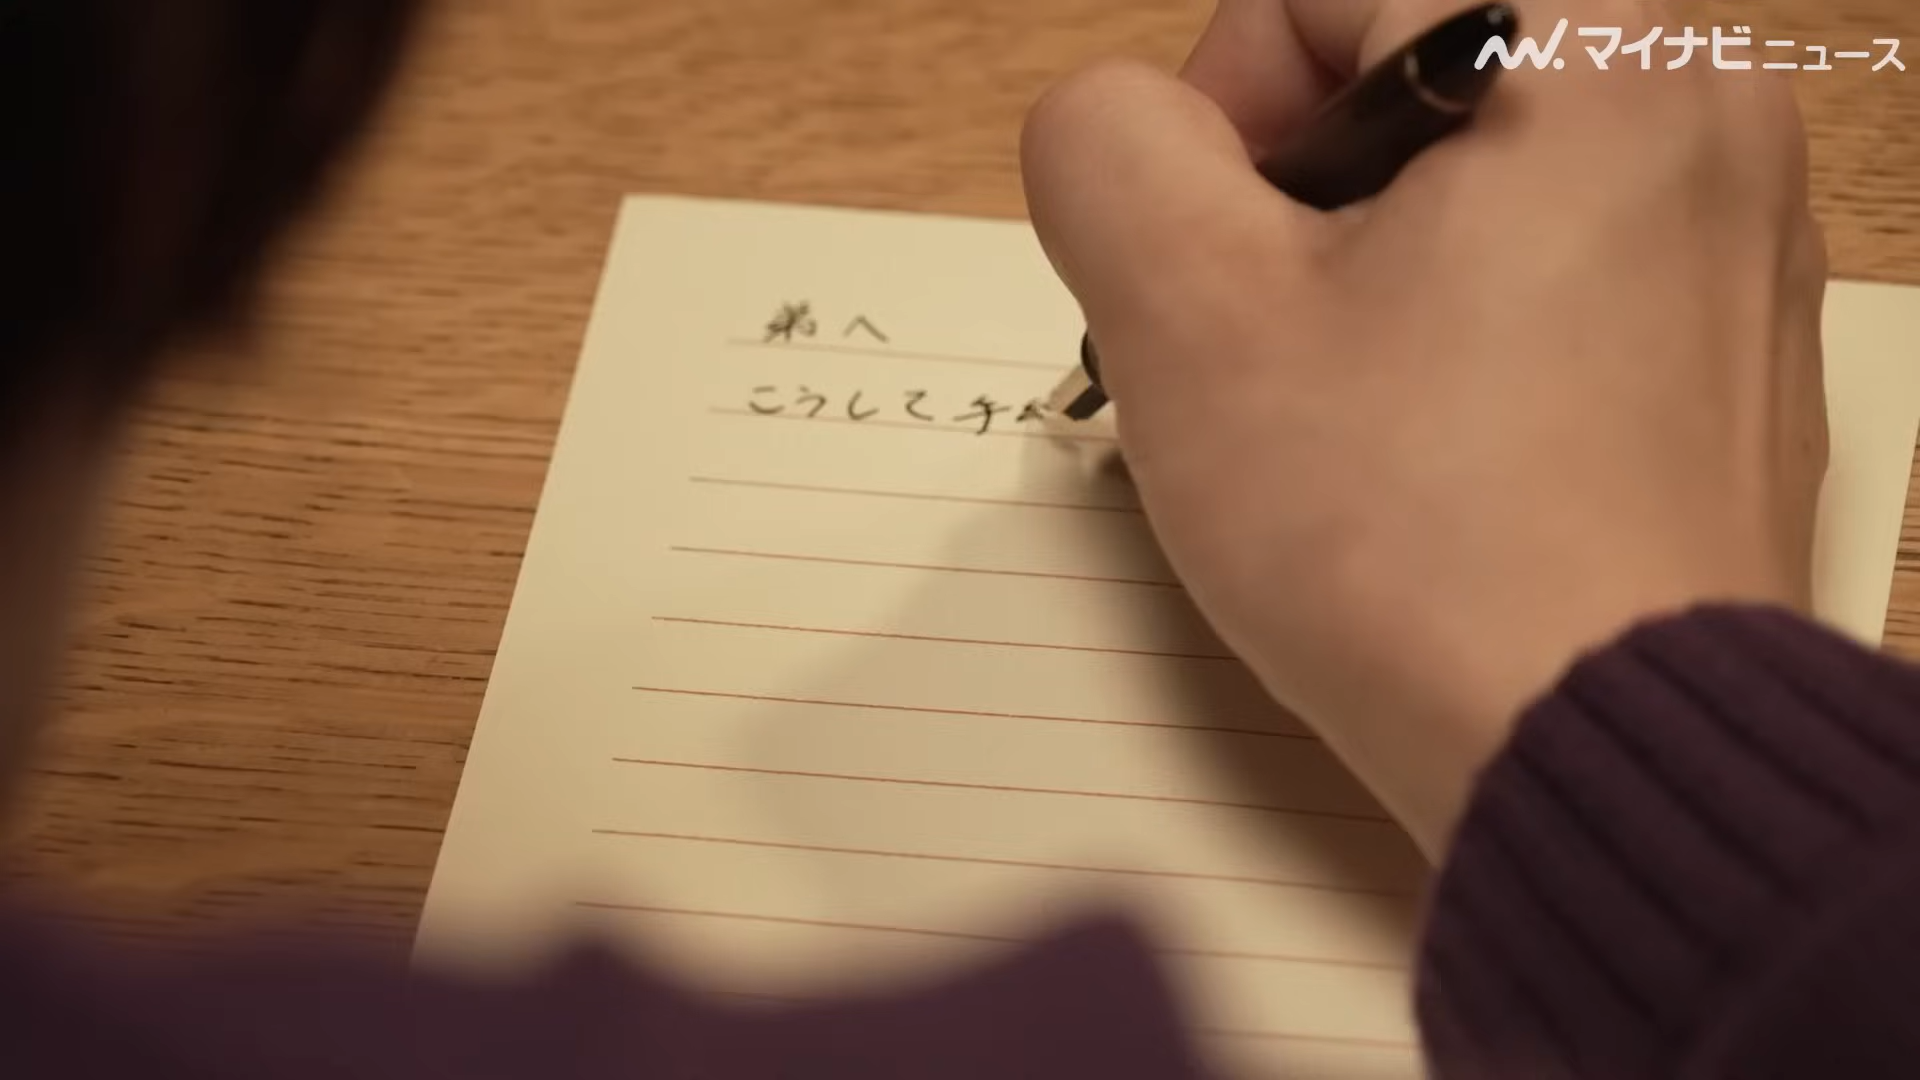 マイナビニュース
弟へ
こうして手